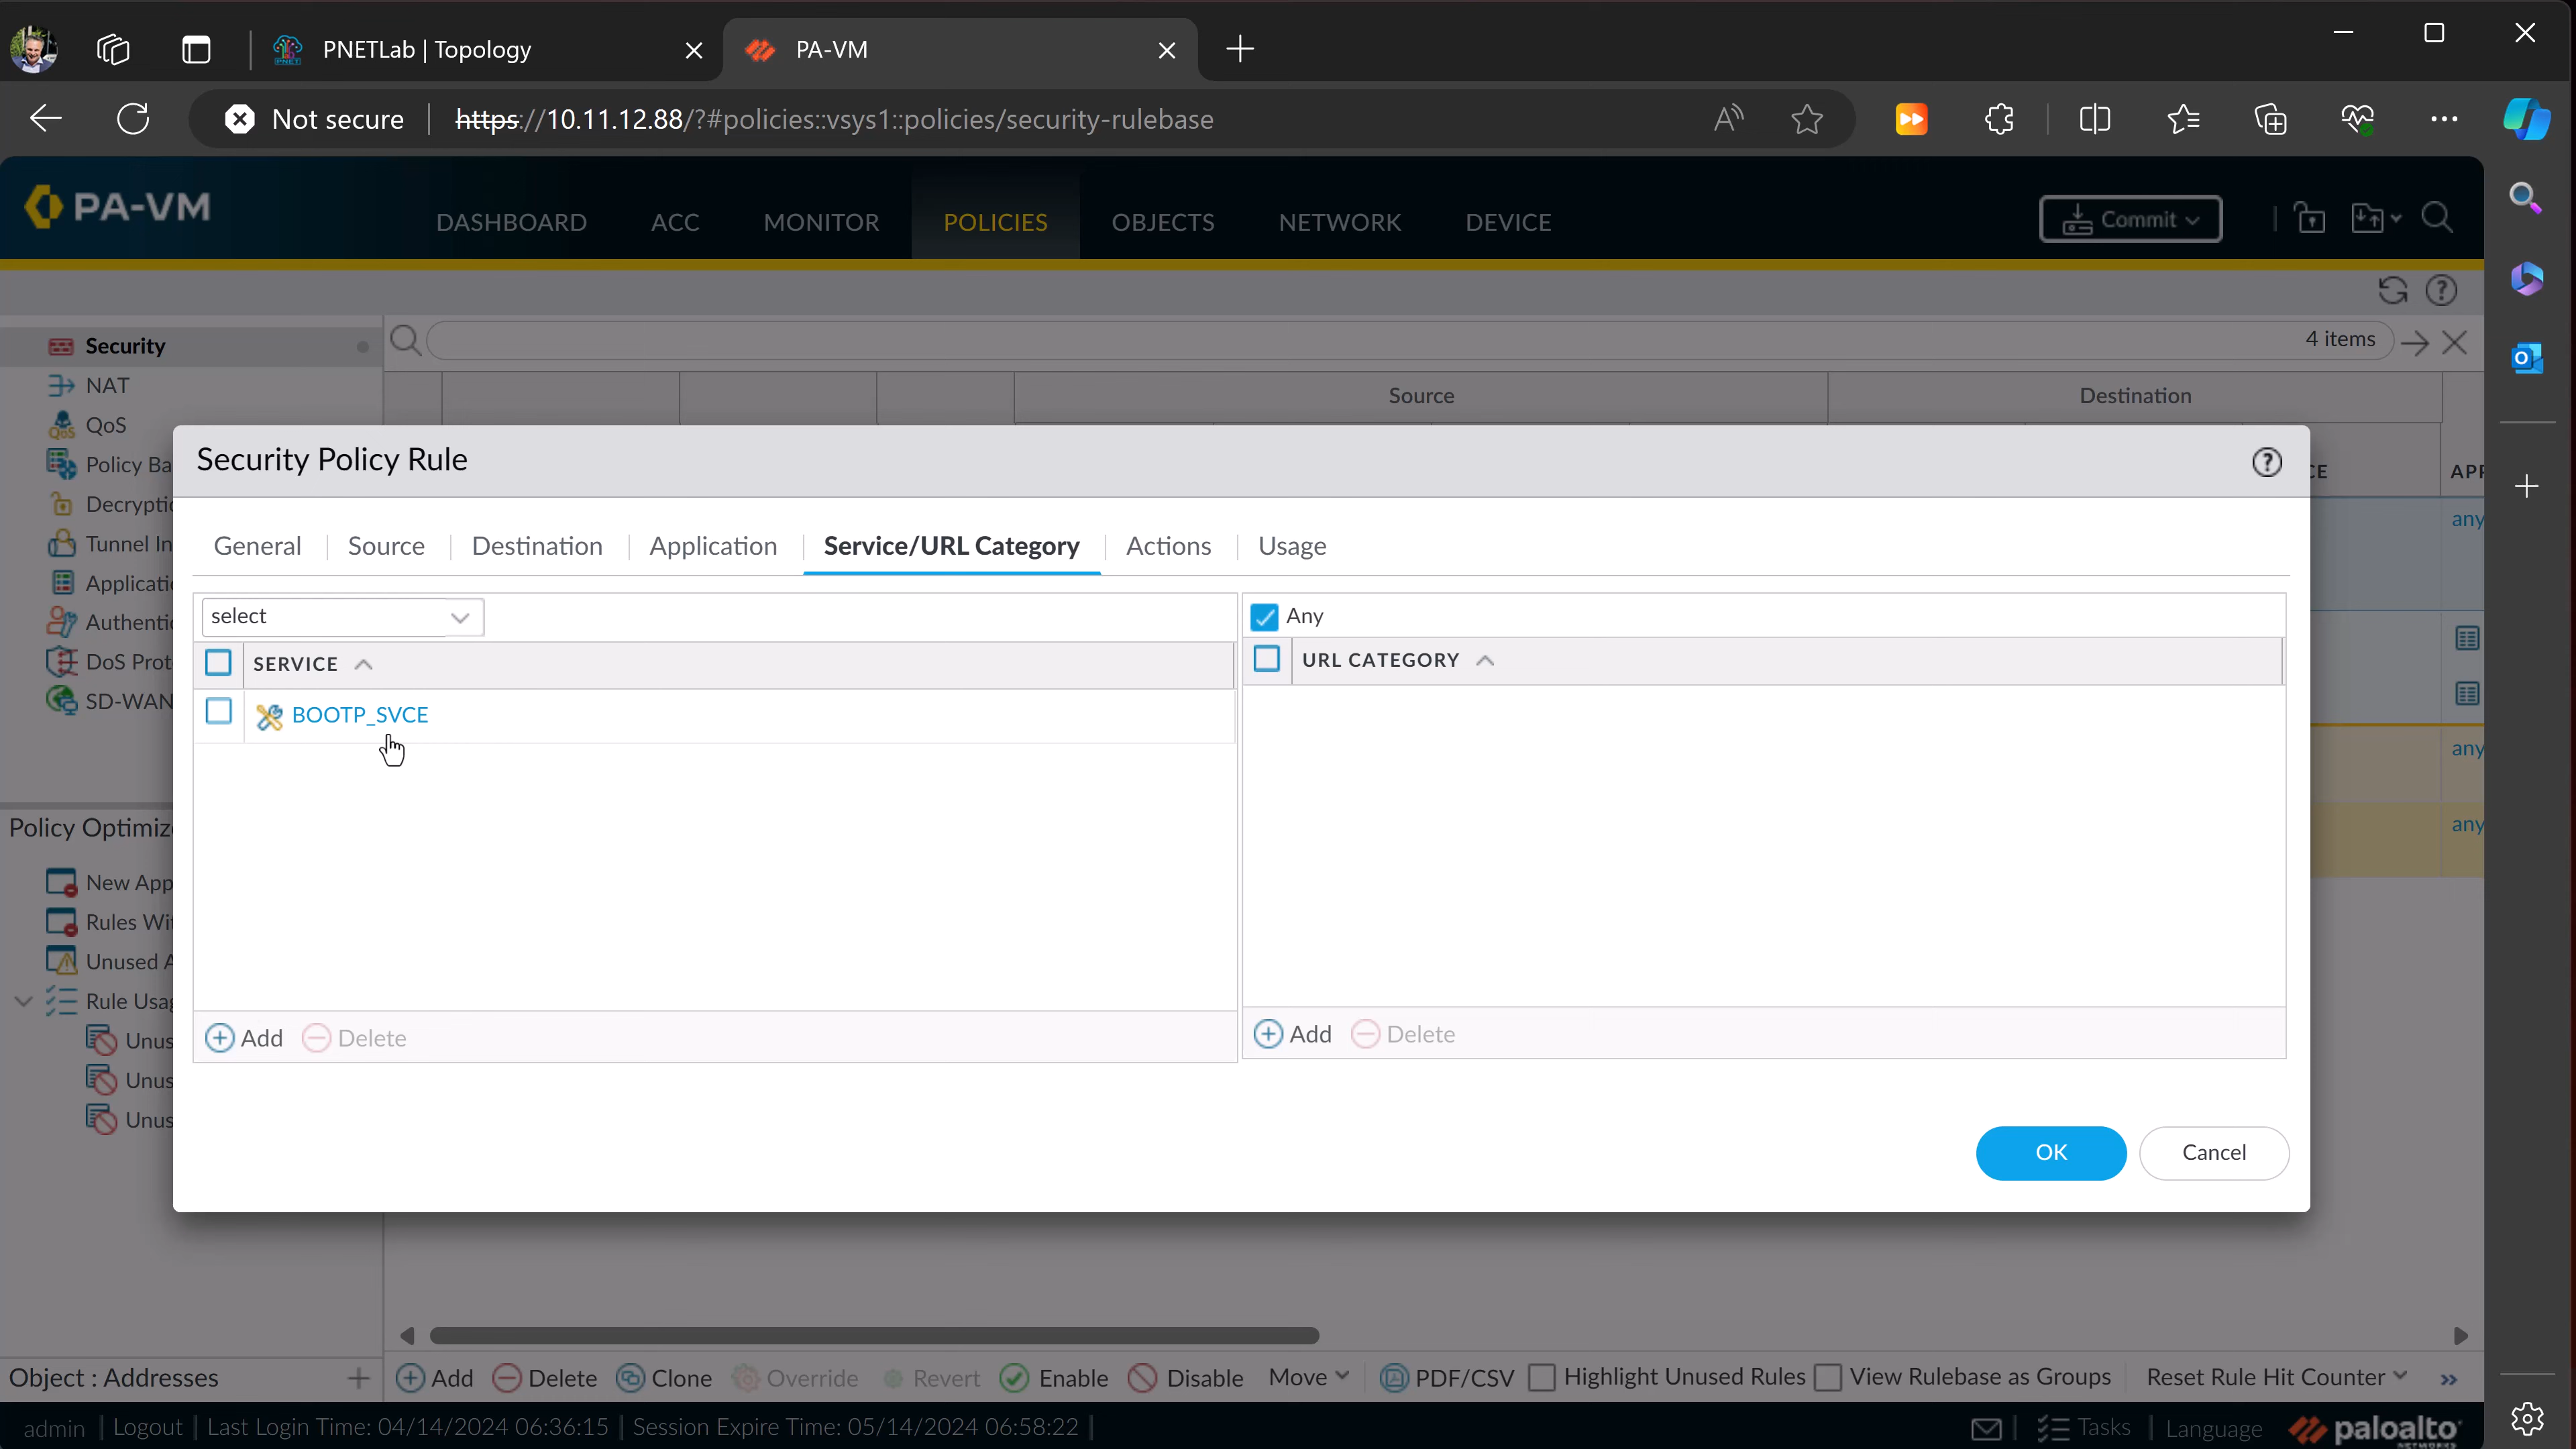 PNETLab | Topology
PA-VM
Not secure
https://10.11.12.88/?#policies::vsys1::policies/security-rulebase
PA-VM
DASHBOARD
ACC
MONITOR
POLICIES
OBJECTS
NETWORK
DEVICE
Commit
Security
4 items
NAT
Source
Destination
QoS
QoS
Policy Ba
Security Policy Rule
CE
APP
Decryptic
General
Source
Destination
Application
Service/URL Category
Actions
Usage
any
Tunnel In
Applicati
select
Any
Authenti
SERVICE
URL CATEGORY
DoS Prot
SD-WAN
BOOTP_SVCE
any
Policy Optimiz
any
New App
Rules Wi
Unused A
Rule Usag
Unus
Add
Delete
Add
Delete
Unus
Unus
OK
Cancel
Object : Addresses
Add
Delete
Clone
Override
Revert
Enable
Disable
Move
PDF/CSV
Highlight Unused Rules
View Rulebase as Groups
Reset Rule Hit Counter
admin | Logout | Last Login Time: 04/14/2024 06:36:15 | Session Expire Time: 05/14/2024 06:58:22 |
Tasks
Language
paloalto